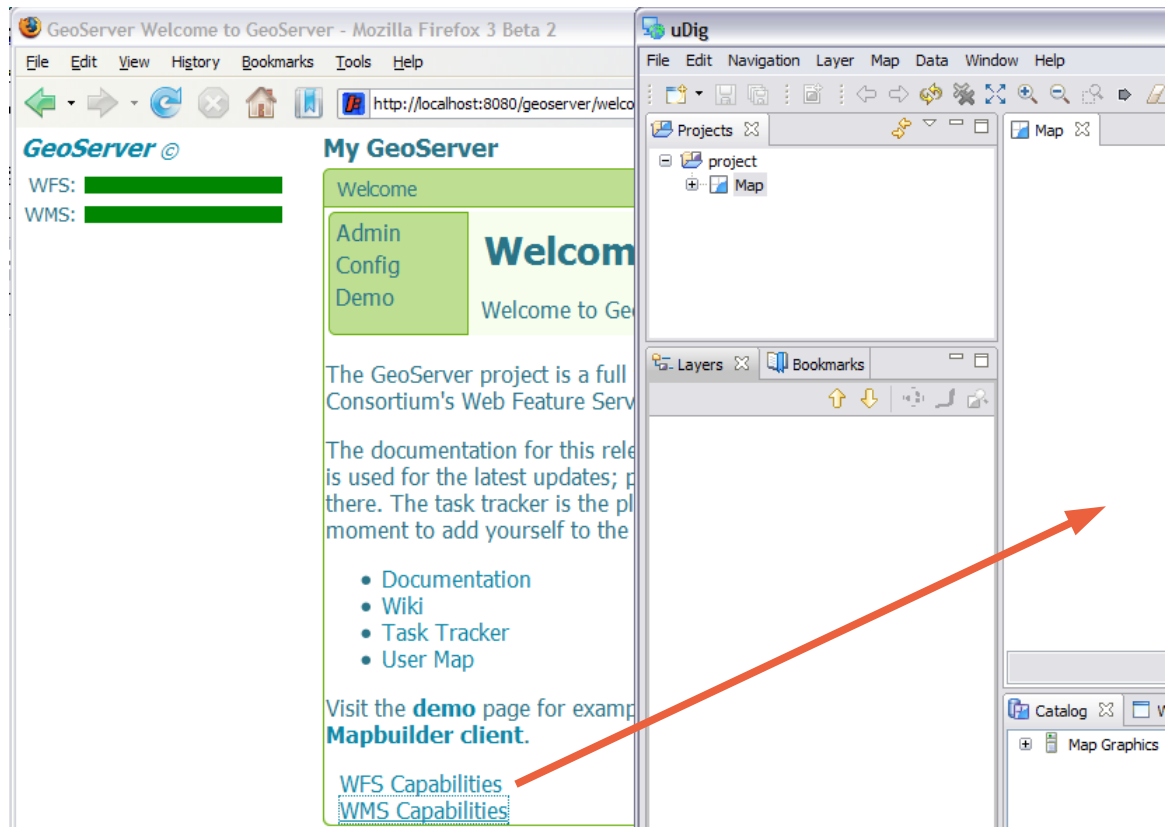 GeoServer Welcome to GeoServer - Mozilla Firefox 3 Beta 2
File Edit View History Bookmarks Tools Help
http://localhost:8080/geoserver/welco
GeoServer ©
WFS:
WMS:
My GeoServer
Welcome
Admin
Config
Demo
Welcom
Welcome to Ge
The GeoServer project is a full
Consortium's Web Feature Serv
The documentation for this rele
is used for the latest updates; p
there. The task tracker is the pl
moment to add yourself to the
• Documentation
• Wiki
• Task Tracker
• User Map
Visit the demo page for examp
Mapbuilder client.
WFS Capabilities
WMS Capabilities
uDig
File Edit Navigation Layer Map Data Window Help
Projects
project
Map
Layers Bookmarks
Map
Catalog W
Map Graphics